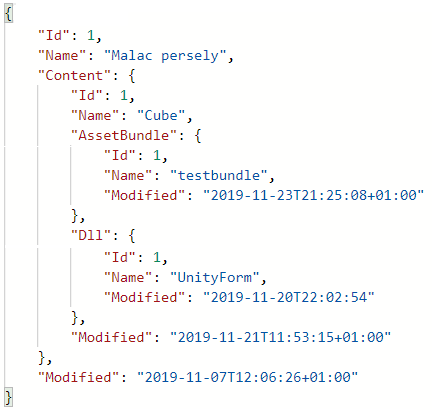 {
    "Id": 1,
    "Name": "Malac persely",
    "Content": {
        "Id": 1,
        "Name": "Cube",
        "AssetBundle": {
            "Id": 1,
            "Name": "testbundle",
            "Modified": "2019-11-23T21:25:08+01:00"
        },
        "Dll": {
            "Id": 1,
            "Name": "UnityForm",
            "Modified": "2019-11-20T22:02:54"
        },
        "Modified": "2019-11-21T11:53:15+01:00"
    },
    "Modified": "2019-11-07T12:06:26+01:00"
}